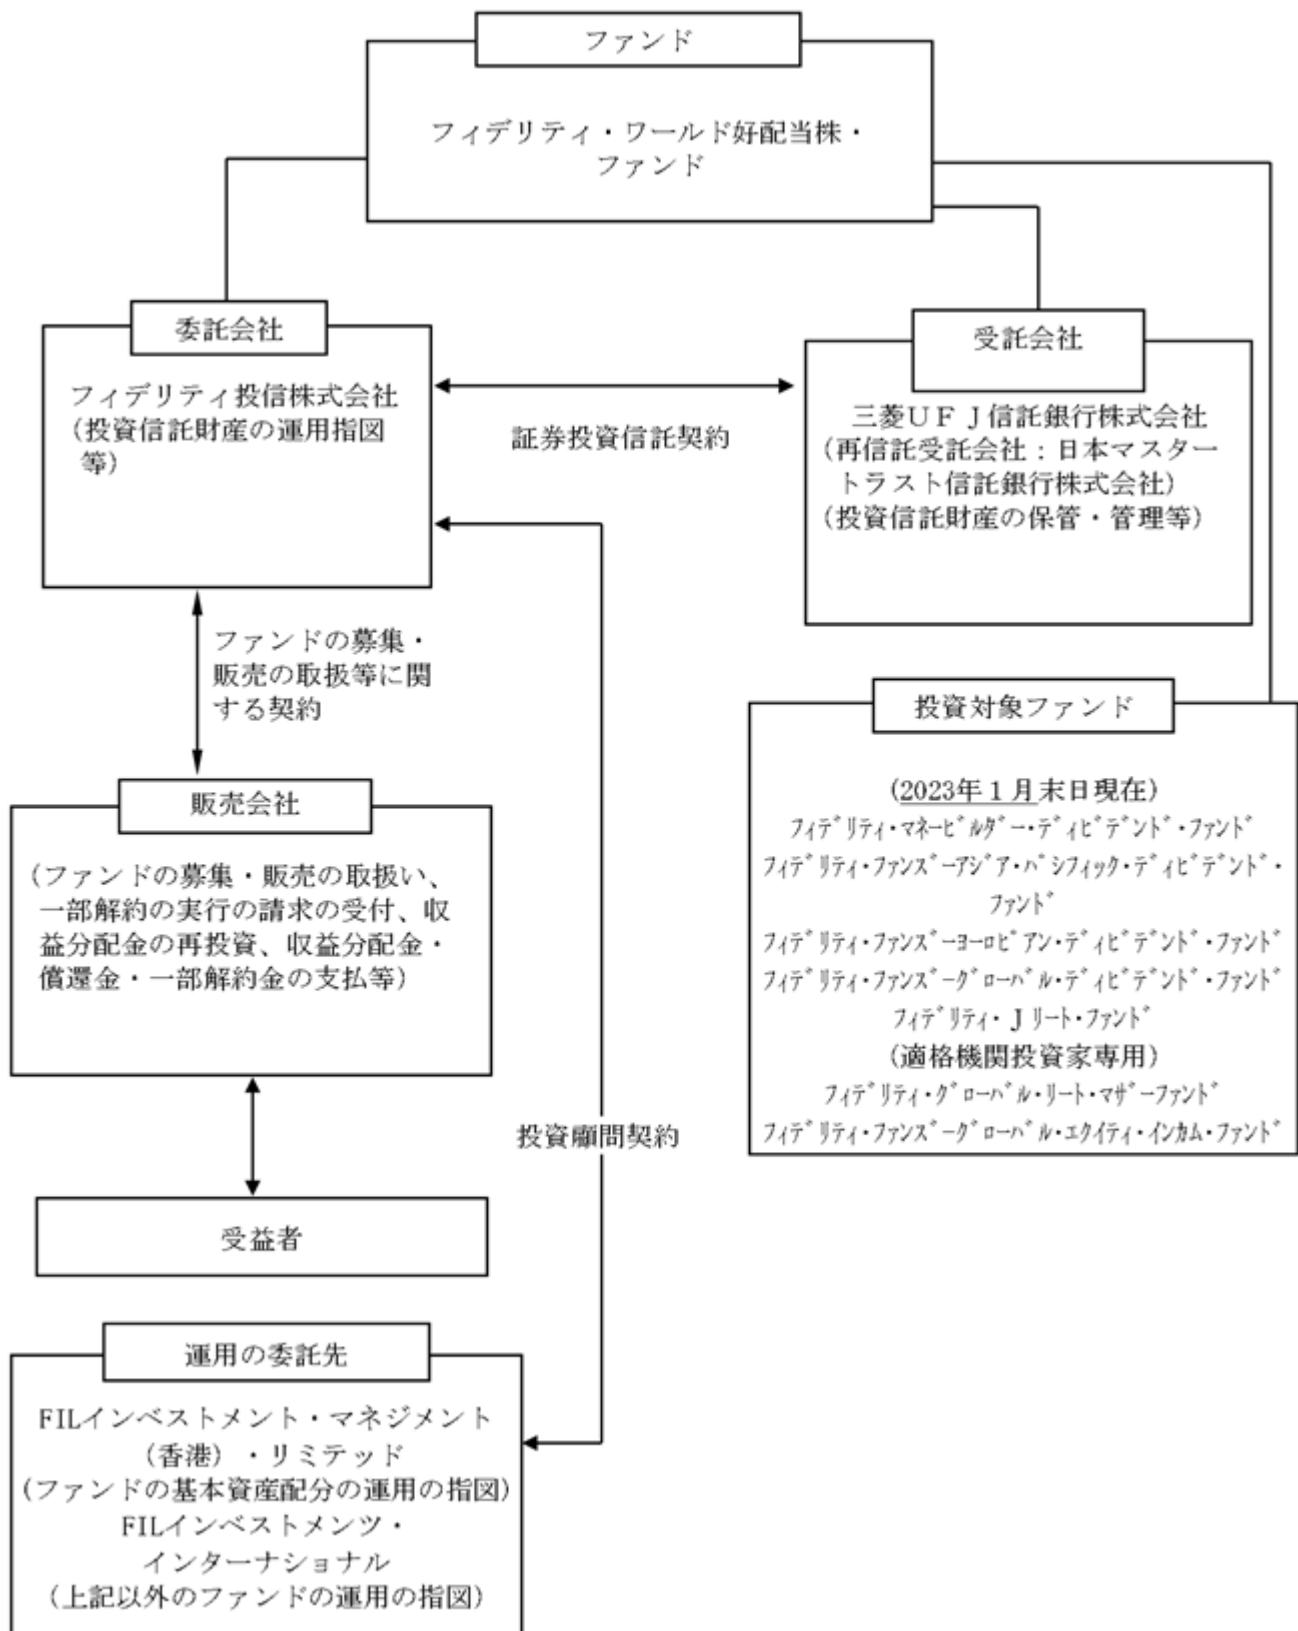 ファンド
フィデリティ・ワールド好配当株・
ファンド
委託会社
フィデリティ投信株式会社
(投資信託財産の運用指図
等)
証券投資信託契約
受託会社
三菱ＵＦＪ信託銀行株式会社
(再信託受託会社：日本マスター
トラスト信託銀行株式会社)
(投資信託財産の保管・管理等)
ファンドの募集・
販売の取扱等に関
する契約
販売会社
(ファンドの募集・販売の取扱い、
一部解約の実行の請求の受付、収
益分配金の再投資、収益分配金・
償還金・一部解約金の支払等)
投資対象ファンド
(2023年１月末日現在)
ﾌｨﾃﾞﾘﾃｨ・ﾏﾈｰﾋﾞﾙﾀﾞｰ・ﾃﾞｨﾋﾞﾃﾞﾝﾄﾞ・ﾌｧﾝﾄﾞ
ﾌｨﾃﾞﾘﾃｨ・ﾌｧﾝｽﾞｰｱｼﾞｱ・ﾊﾟｼﾌｨｯｸ・ﾃﾞｨﾋﾞﾃﾞﾝﾄﾞ・
ﾌｧﾝﾄﾞ
ﾌｨﾃﾞﾘﾃｨ・ﾌｧﾝｽﾞｰﾖｰﾛﾋﾟｱﾝ・ﾃﾞｨﾋﾞﾃﾞﾝﾄﾞ・ﾌｧﾝﾄﾞ
ﾌｨﾃﾞﾘﾃｨ・ﾌｧﾝｽﾞｰｸﾞﾛｰﾊﾞﾙ・ﾃﾞｨﾋﾞﾃﾞﾝﾄﾞ・ﾌｧﾝﾄﾞ
ﾌｨﾃﾞﾘﾃｨ・Ｊﾘｰﾄ・ﾌｧﾝﾄﾞ
(適格機関投資家専用)
ﾌｨﾃﾞﾘﾃｨ・ｸﾞﾛｰﾊﾞﾙ・ﾘｰﾄ・ﾏｻﾞｰﾌｧﾝﾄﾞ
ﾌｨﾃﾞﾘﾃｨ・ﾌｧﾝｽﾞｰｸﾞﾛｰﾊﾞﾙ・ｴｸｲﾃｨ・ｲﾝｶﾑ・ﾌｧﾝﾄﾞ
投資顧問契約
受益者
運用の委託先
FILインベストメント・マネジメント
（香港）・リミテッド
(ファンドの基本資産配分の運用の指図)
FILインベストメンツ・
インターナショナル
(上記以外のファンドの運用の指図)